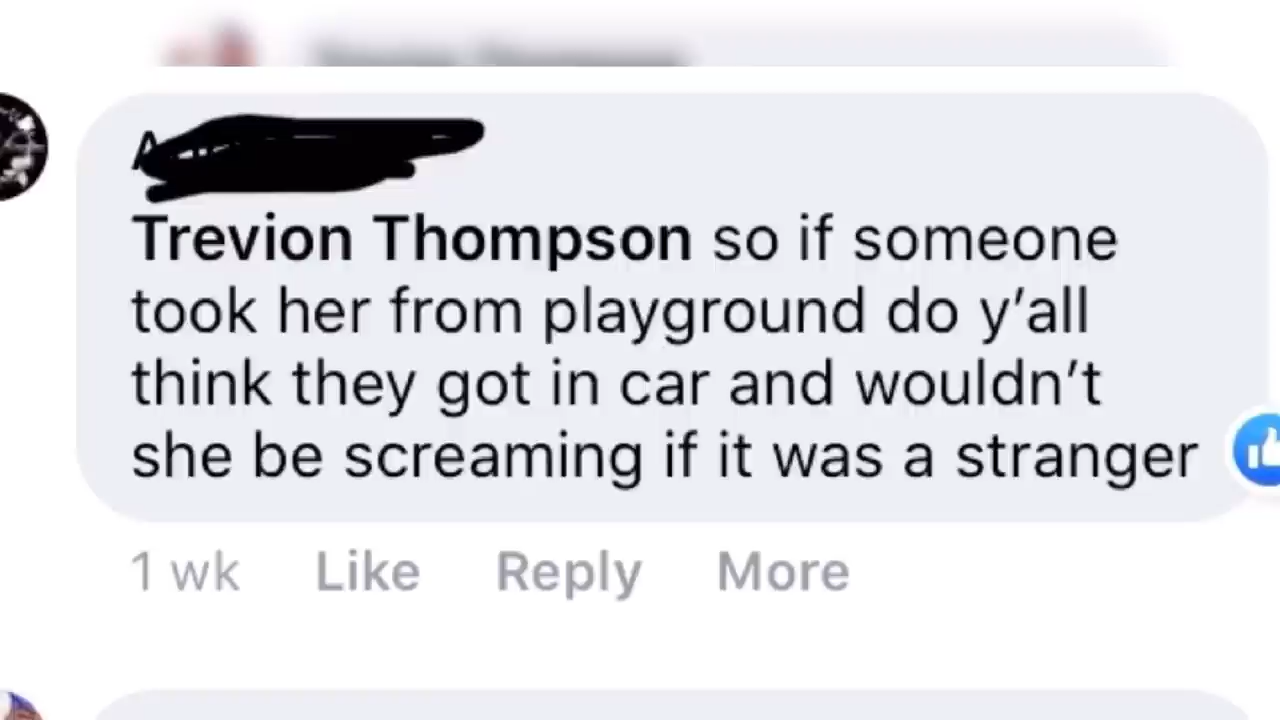 Trevion Thompson so if someone
took her from playground do y’all
think they got in car and wouldn’t
she be screaming if it was a stranger
1 wk Like Reply More